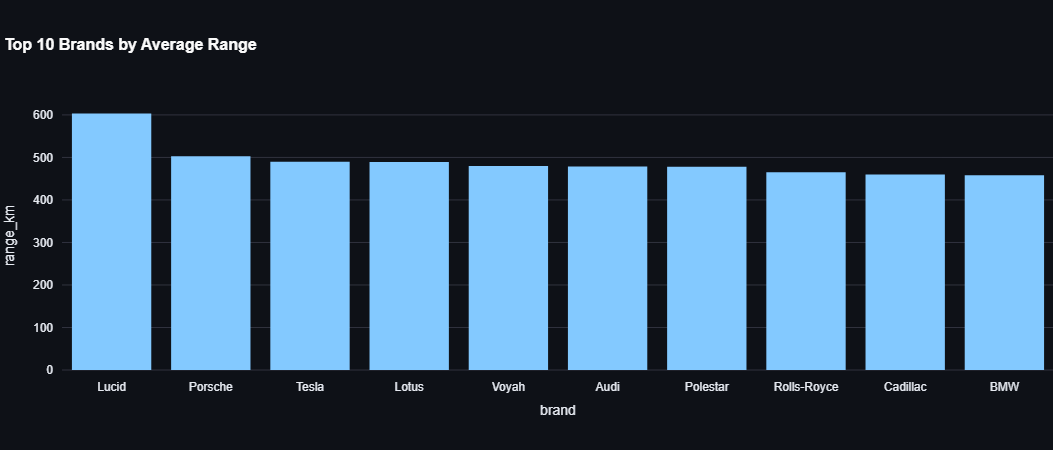 Top 10 Brands by Average Range
600
500
400
300
200
100
0
range_km
Lucid Porsche Tesla Lotus Voyah Audi Polestar Rolls-Royce Cadillac BMW
brand